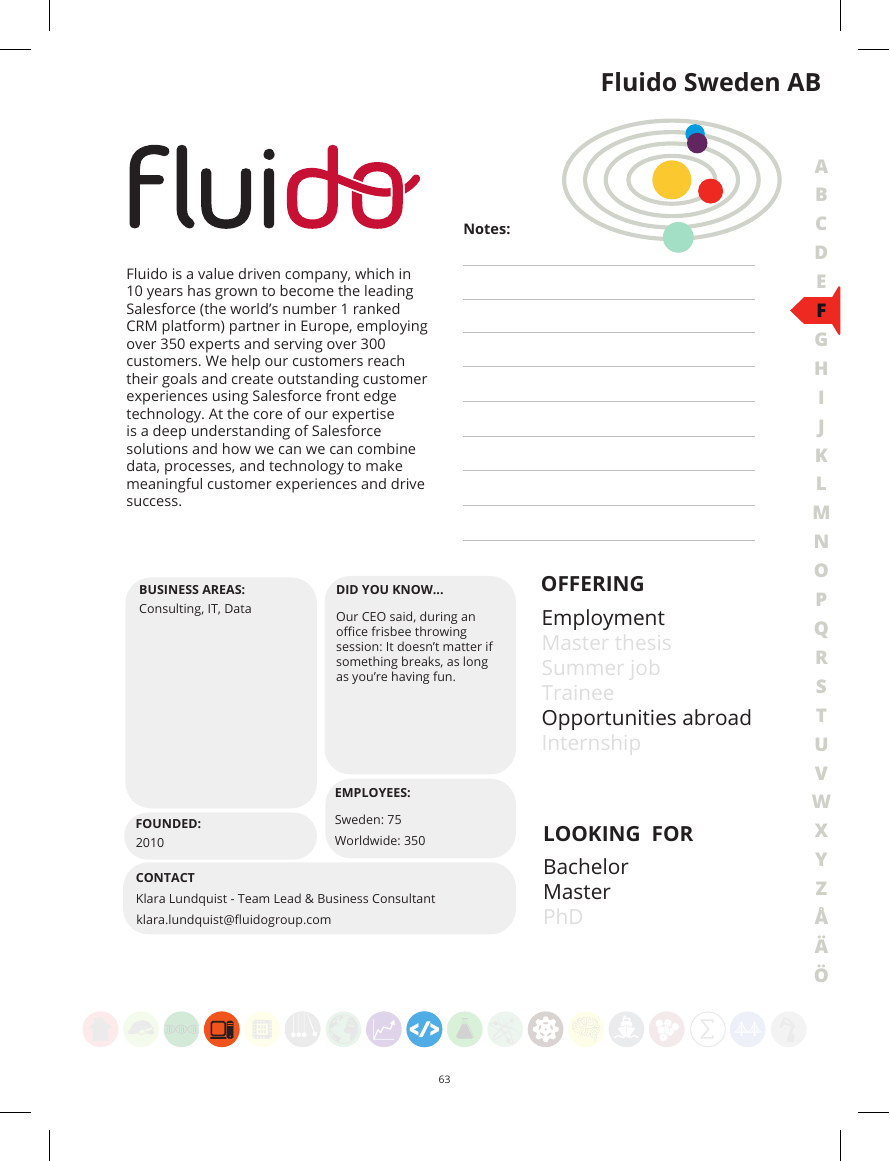 Fluido Sweden AB
Fluido
Notes:
Fluido is a value driven company, which in
10 years has grown to become the leading
Salesforce (the world’s number 1 ranked
CRM platform) partner in Europe, employing
over 350 experts and serving over 300
customers. We help our customers reach
their goals and create outstanding customer
experiences using Salesforce front edge
technology. At the core of our expertise
is a deep understanding of Salesforce
solutions and how we can we can combine
data, processes, and technology to make
meaningful customer experiences and drive
success.
BUSINESS AREAS:
Consulting, IT, Data
DID YOU KNOW...
Our CEO said, during an
office frisbee throwing
session: It doesn’t matter if
something breaks, as long
as you’re having fun.
EMPLOYEES:
Sweden: 75
Worldwide: 350
FOUNDED:
2010
CONTACT
Klara Lundquist - Team Lead & Business Consultant
klara.lundquist@fluidogroup.com
OFFERING
Employment
Master thesis
Summer job
Trainee
Opportunities abroad
Internship
LOOKING FOR
Bachelor
Master
PhD
A
B
C
D
E
F
G
H
I
J
K
L
M
N
O
P
Q
R
S
T
U
V
W
X
Y
Z
Å
Ä
Ö
</> Σ
63